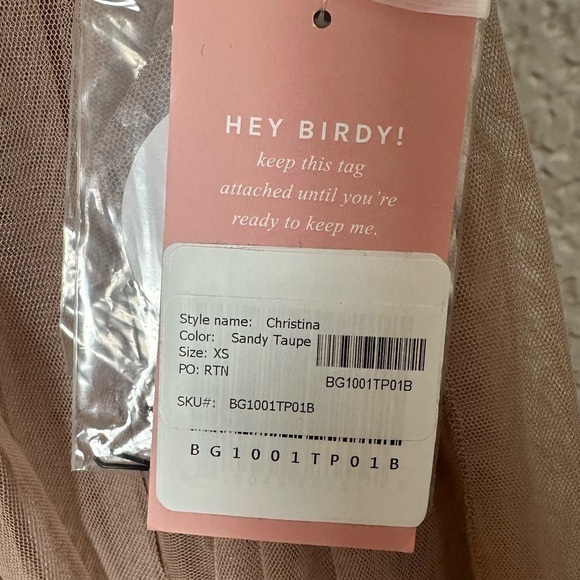 HEY BIRDY!
keep this tag
attached until you're
ready to keep me.
Style name: Christina
Color: Sandy Taupe
Size: XS
PO: RTN
BG1001TP01B
SKU#: BG1001TP01B
BG1001TP01B